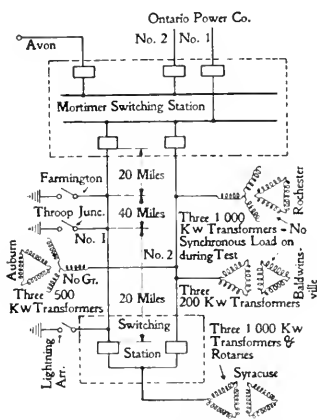 Ontario Power Co.
No. 2
No. 1
Avon
Mortimer Switching Station
20 Miles
Farmington
Throop Junc.
40 Miles
No. 1
Rochester
Three 1 000
Kw Transformers - No
Synchronous Load on
during Test
Auburn
No Gr.
No. 2
Three 500
Kw Transformers
Baldwins-
ville
Three
200 Kw Transformers
20 Miles
Switching
Station
Lightning
Arr.
Three 1 000 Kw
Transformers &
Rotaries
Syracuse